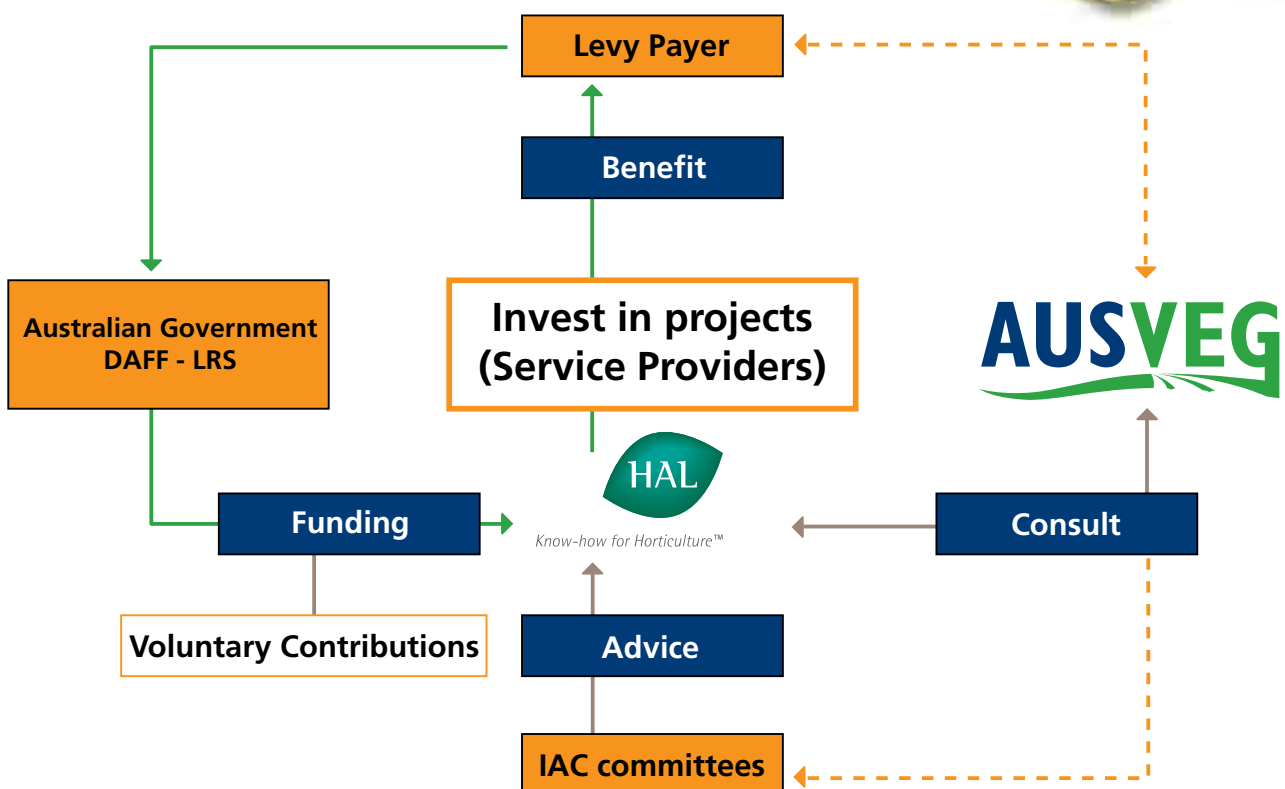 Levy Payer
Benefit
Australian Government
DAFF - LRS
Invest in projects
(Service Providers)
AUSVEG
HAL
Know-how for Horticulture™
Funding
Consult
Voluntary Contributions
Advice
IAC committees